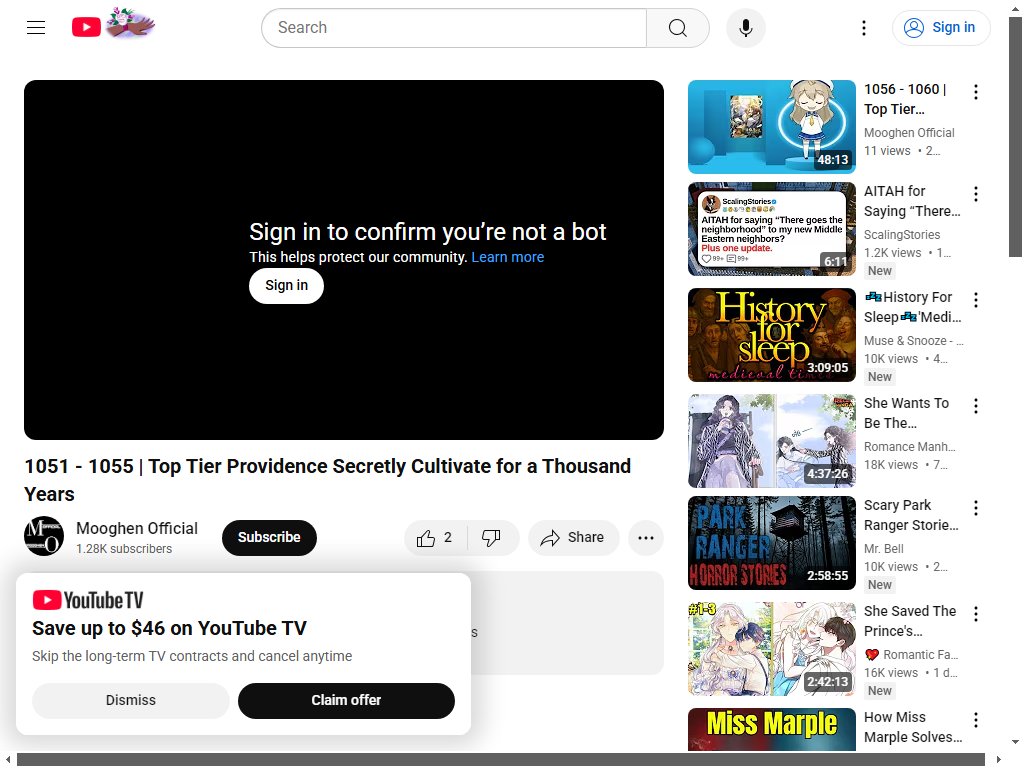 Search
Sign in
Sign in to confirm you’re not a bot
This helps protect our community. Learn more
Sign in
1051 - 1055 | Top Tier Providence Secretly Cultivate for a Thousand
Years
Mooghen Official
1.28K subscribers
Subscribe
2
Share
s
YouTube TV
Save up to $46 on YouTube TV
Skip the long-term TV contracts and cancel anytime
Dismiss
Claim offer
48:13
1056 - 1060 |
Top Tier…
Mooghen Official
11 views • 2…
ScalingStories
AITAH for saying “There goes the
neighborhood” to my new Middle
Eastern neighbors?
Plus one update.
99+ 99+
6:11
AITAH for
Saying “There…
ScalingStories
1.2K views • 1…
New
History
for
sleep
medieval times
3:09:05
💤History For
Sleep💤'Medi…
Muse & Snooze - …
10K views • 4…
New
4:37:26
She Wants To
Be The…
Romance Manh…
18K views • 7…
PARK
RANGER
HORROR STORIES
2:58:55
Scary Park
Ranger Storie…
Mr. Bell
10K views • 2…
New
#1-3
2:42:13
She Saved The
Prince's…
❤️ Romantic Fa…
16K views • 1 d…
New
Miss Marple
How Miss
Marple Solves…